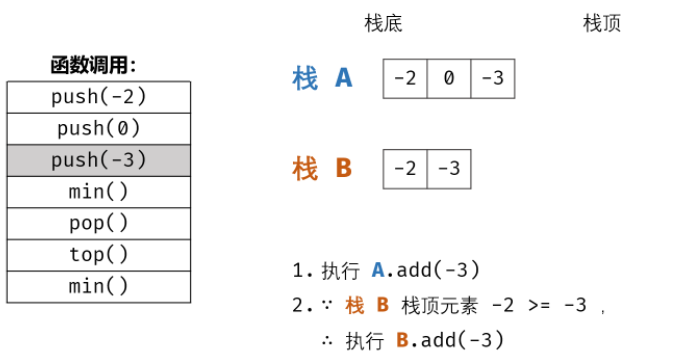 栈底 栈顶
函数调用：
push(-2)
push(0)
push(-3)
min()
pop()
top()
min()
栈 A -2 0 -3
栈 B -2 -3
1. 执行 A.add(-3)
2. ∵ 栈 B 栈顶元素 -2 >= -3 ，
∴ 执行 B.add(-3)